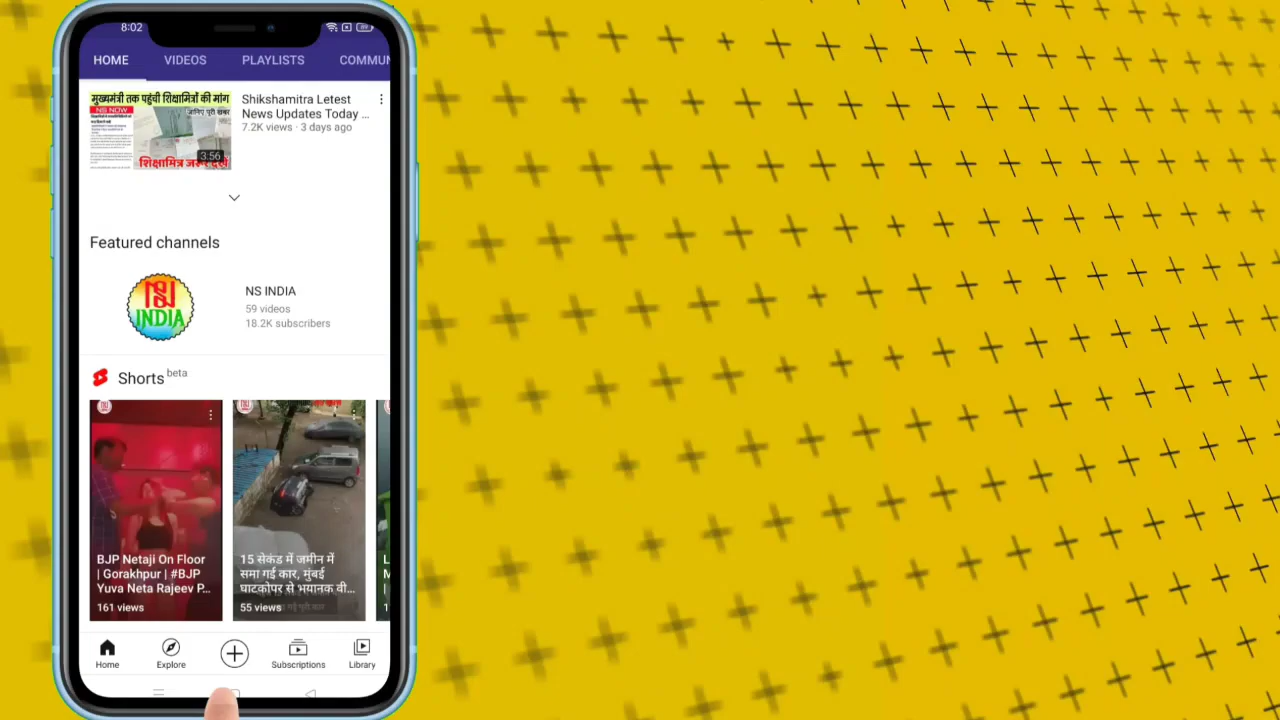 8:02
HOME VIDEOS PLAYLISTS COMMUN
मुख्यमंत्री तक पहुंची शिक्षामित्रों की मांग
NS NOW
जानिए पूरी खबर
3:56
Shikshamitra Letest
News Updates Today ...
7.2K views · 3 days ago
Featured channels
NS
INDIA
NS INDIA
59 videos
18.2K subscribers
Shorts beta
BJP Netaji On Floor
| Gorakhpur | #BJP
Yuva Neta Rajeev P...
161 views
15 सेकंड में जमीन में
समा गई कार, मुंबई
घाटकोपर से भयानक वी...
55 views
Home Explore Subscriptions Library